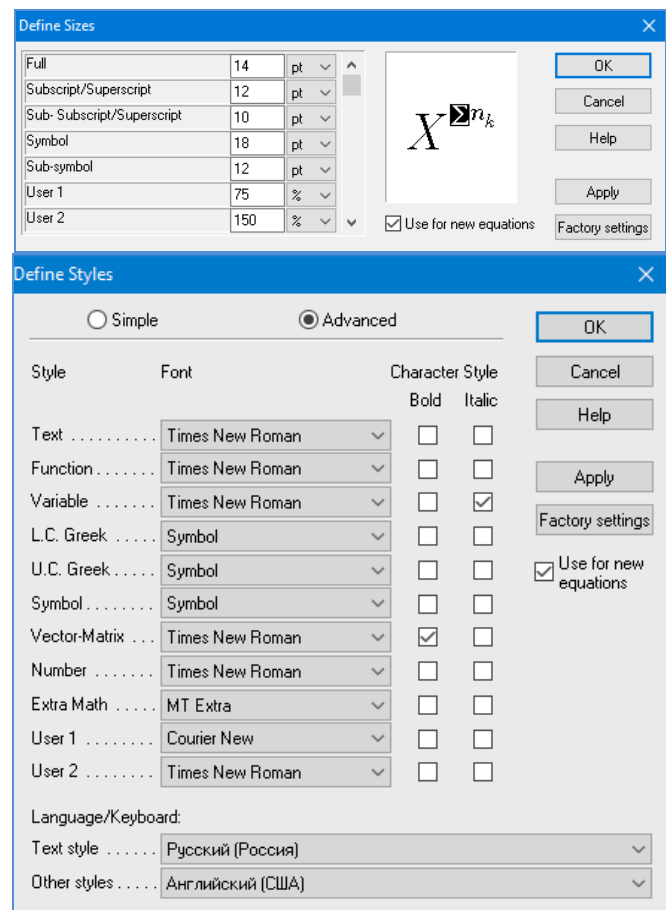 Define Sizes
Full 14 pt
Subscript/Superscript 12 pt
Sub- Subscript/Superscript 10 pt
Symbol 18 pt
Sub-symbol 12 pt
User 1 75 %
User 2 150 %
X Σ n k
Use for new equations
OK
Cancel
Help
Apply
Factory settings
Define Styles
Simple Advanced
Style Font Character Style
Bold Italic
Text . . . . . . . . . . Times New Roman
Function . . . . . . . Times New Roman
Variable . . . . . . . Times New Roman
L.C. Greek . . . . . Symbol
U.C. Greek . . . . . Symbol
Symbol . . . . . . . . Symbol
Vector-Matrix . . . Times New Roman
Number . . . . . . . Times New Roman
Extra Math . . . . . MT Extra
User 1 . . . . . . . . Courier New
User 2 . . . . . . . . Times New Roman
Language/Keyboard:
Text style . . . . . . Русский (Россия)
Other styles . . . . . Английский (США)
OK
Cancel
Help
Apply
Factory settings
Use for new
equations